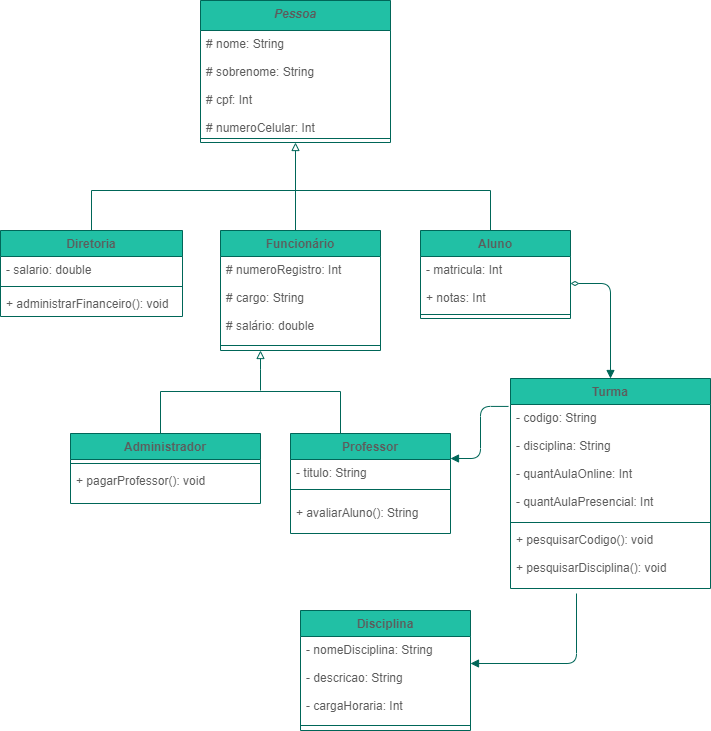 Pessoa
# nome: String
# sobrenome: String
# cpf: Int
# numeroCelular: Int
Diretoria
- salario: double
+ administrarFinanceiro(): void
Funcionário
# numeroRegistro: Int
# cargo: String
# salário: double
Aluno
- matricula: Int
+ notas: Int
Administrador
+ pagarProfessor(): void
Professor
- titulo: String
+ avaliarAluno(): String
Turma
- codigo: String
- disciplina: String
- quantAulaOnline: Int
- quantAulaPresencial: Int
+ pesquisarCodigo(): void
+ pesquisarDisciplina(): void
Disciplina
- nomeDisciplina: String
- descricao: String
- cargaHoraria: Int